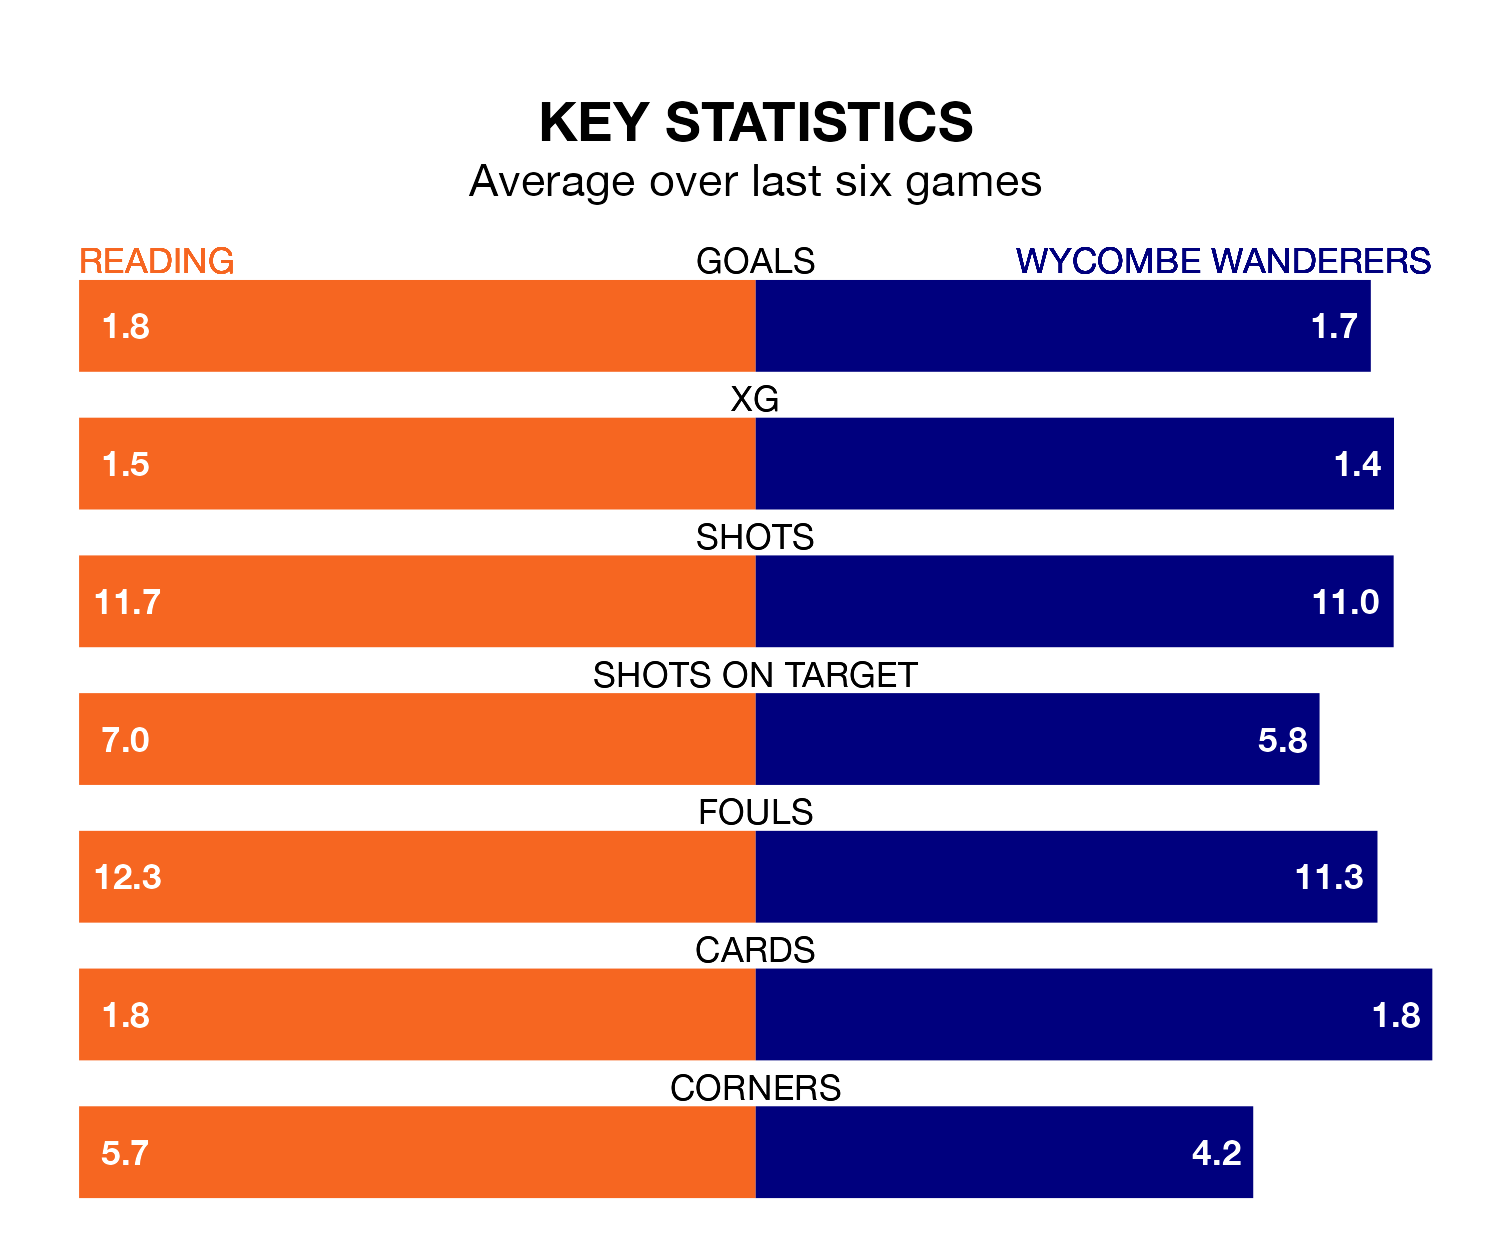 KEY STATISTICS
Average over last six games
READING GOALS WYCOMBE WANDERERS
1.8 1.7
XG
1.5 1.4
SHOTS
11.7 11.0
SHOTS ON TARGET
7.0 5.8
FOULS
12.3 11.3
CARDS
1.8 1.8
CORNERS
5.7 4.2